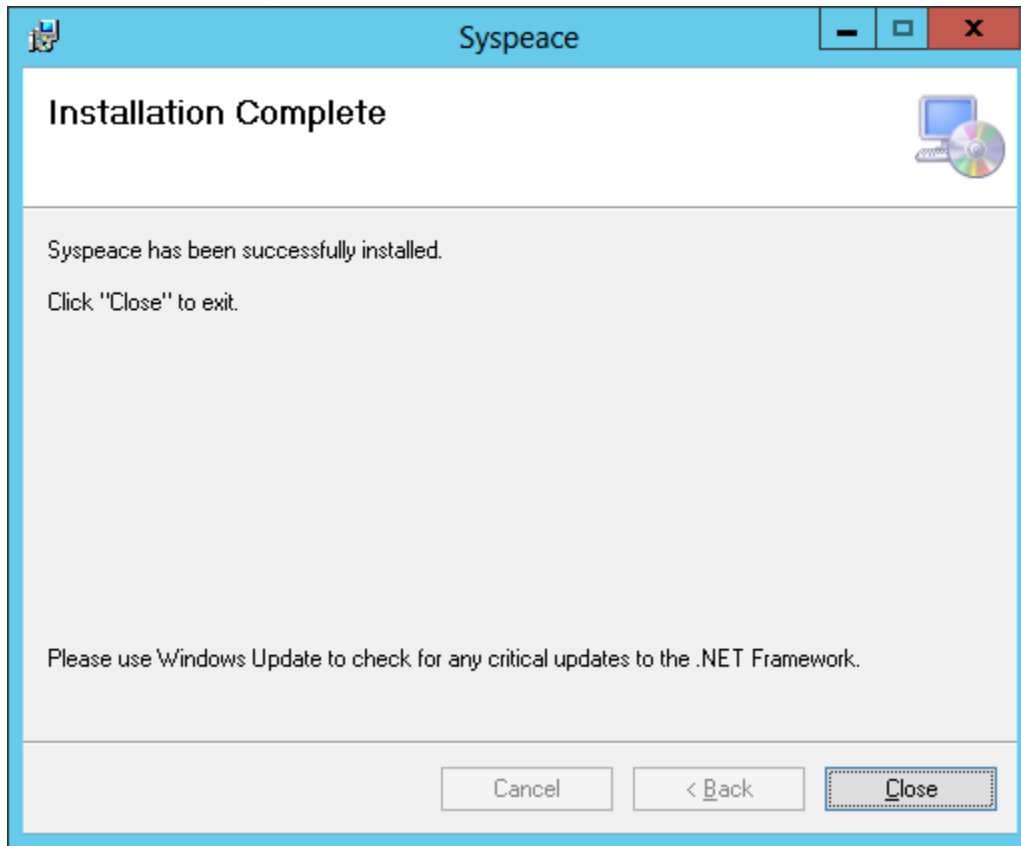 Syspeace
Installation Complete
Syspeace has been successfully installed.
Click "Close" to exit.
Please use Windows Update to check for any critical updates to the .NET Framework.
Cancel
< Back
Close